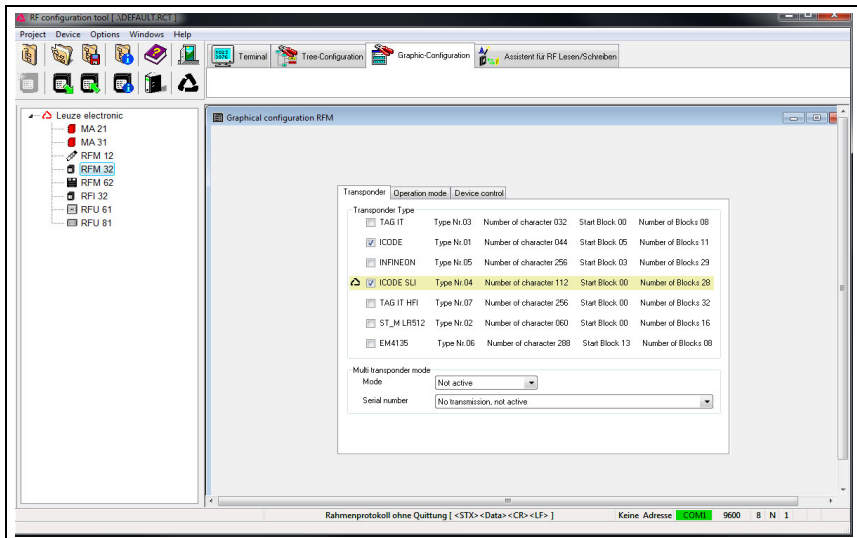 RF configuration tool [ .\DEFAULT.RCT ]
Project Device Options Windows Help
Terminal Tree-Configuration Graphic-Configuration Assistent für RF Lesen/Schreiben
Leuze electronic
MA 21
MA 31
RFM 12
RFM 32
RFM 62
RFI 32
RFU 61
RFU 81
Graphical configuration RFM
Transponder Operation mode Device control
Transponder Type
TAG IT Type Nr.03 Number of character 032 Start Block 00 Number of Blocks 08
ICODE Type Nr.01 Number of character 044 Start Block 05 Number of Blocks 11
INFINEON Type Nr.05 Number of character 256 Start Block 03 Number of Blocks 29
ICODE SLI Type Nr.04 Number of character 112 Start Block 00 Number of Blocks 28
TAG IT HFI Type Nr.07 Number of character 256 Start Block 00 Number of Blocks 32
ST_M LR512 Type Nr.02 Number of character 060 Start Block 00 Number of Blocks 16
EM4135 Type Nr.06 Number of character 288 Start Block 13 Number of Blocks 08
Multi transponder mode
Mode Not active
Serial number No transmission, not active
Rahmenprotokoll ohne Quittung [ <STX><Data><CR><LF> ] Keine Adresse COM1 9600 8 N 1